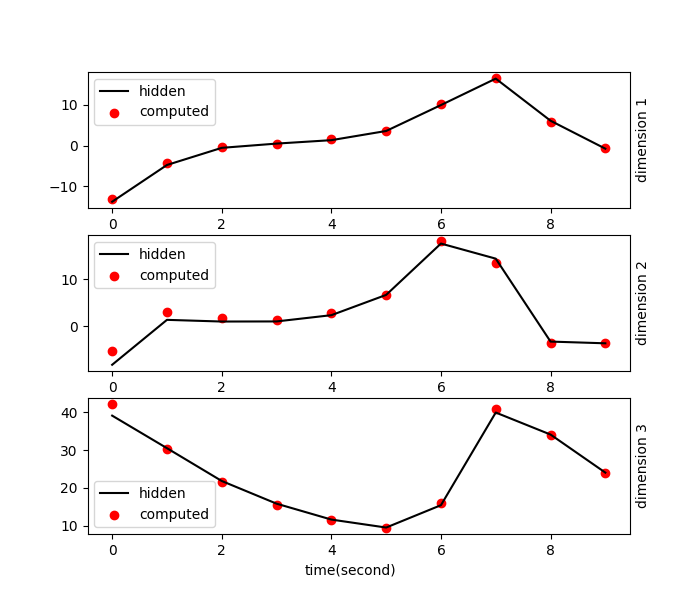 hidden
computed
10
0
−10
0 2 4 6 8
dimension 1
hidden
computed
10
0
0 2 4 6 8
dimension 2
40
30
20
10
hidden
computed
0 2 4 6 8
dimension 3
time(second)